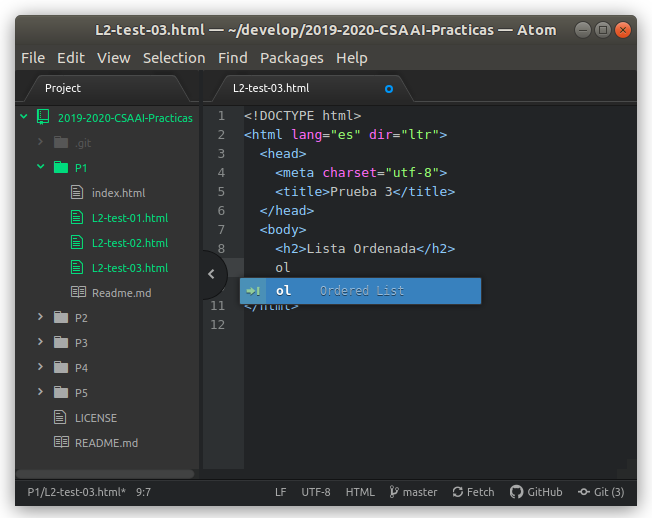 L2-test-03.html — ~/develop/2019-2020-CSAAI-Practicas — Atom
File Edit View Selection Find Packages Help
Project
L2-test-03.html
2019-2020-CSAAI-Practicas
.git
P1
index.html
L2-test-01.html
L2-test-02.html
L2-test-03.html
Readme.md
P2
P3
P4
P5
LICENSE
README.md
1 <!DOCTYPE html>
2 <html lang="es" dir="ltr">
3 <head>
4 <meta charset="utf-8">
5 <title>Prueba 3</title>
6 </head>
7 <body>
8 <h2>Lista Ordenada</h2>
ol
ol Ordered List
11 </html>
12
P1/L2-test-03.html* 9:7 LF UTF-8 HTML master Fetch GitHub Git (3)